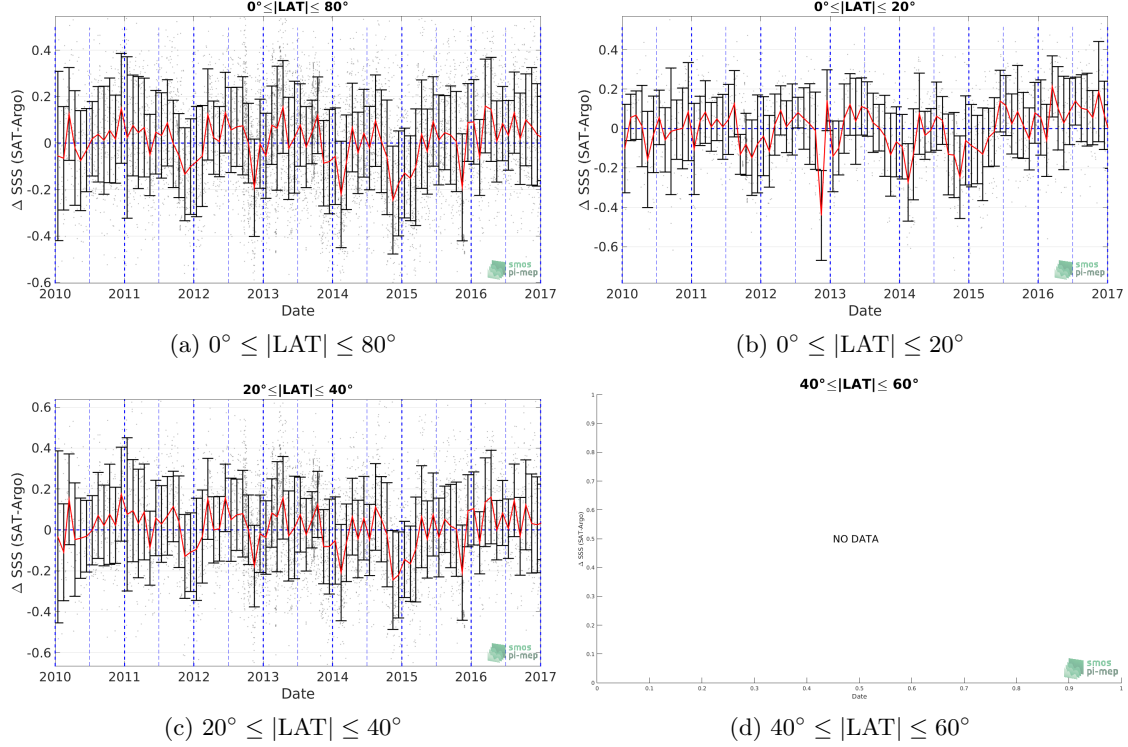 0°≤|LAT|≤ 80°
Δ SSS (SAT-Argo)
0.4
0.2
0
-0.2
-0.4
-0.6
2010 2011 2012 2013 2014 2015 2016 2017
Date
smos
pi-mep
(a) 0° ≤ |LAT| ≤ 80°
0°≤|LAT|≤ 20°
Δ SSS (SAT-Argo)
0.4
0.2
0
-0.2
-0.4
-0.6
2010 2011 2012 2013 2014 2015 2016 2017
Date
smos
pi-mep
(b) 0° ≤ |LAT| ≤ 20°
20°≤|LAT|≤ 40°
Δ SSS (SAT-Argo)
0.6
0.4
0.2
0
-0.2
-0.4
-0.6
2010 2011 2012 2013 2014 2015 2016 2017
Date
smos
pi-mep
(c) 20° ≤ |LAT| ≤ 40°
40°≤|LAT|≤ 60°
Δ SSS (SAT-Argo)
1
0.9
0.8
0.7
0.6
0.5
0.4
0.3
0.2
0.1
0
NO DATA
0 0.1 0.2 0.3 0.4 0.5 0.6 0.7 0.8 0.9 1
Date
smos
pi-mep
(d) 40° ≤ |LAT| ≤ 60°